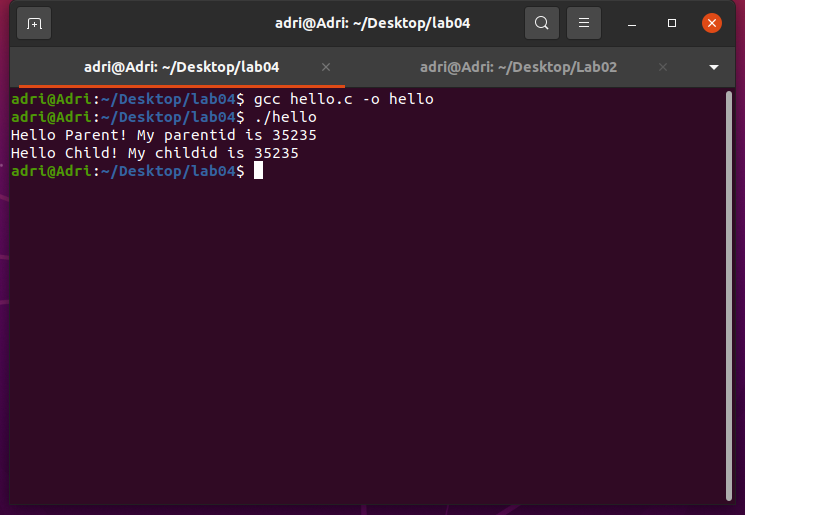 adri@Adri: ~/Desktop/lab04
adri@Adri: ~/Desktop/lab04
adri@Adri: ~/Desktop/Lab02
adri@Adri:~/Desktop/lab04$ gcc hello.c -o hello
adri@Adri:~/Desktop/lab04$ ./hello
Hello Parent! My parentid is 35235
Hello Child! My childid is 35235
adri@Adri:~/Desktop/lab04$